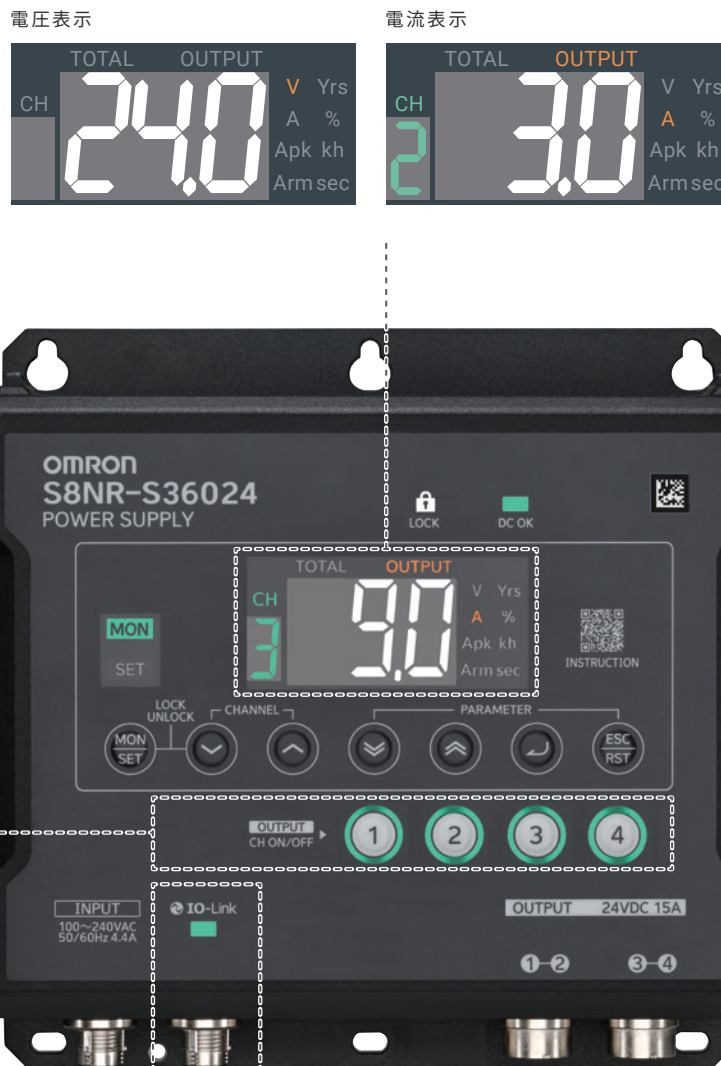 電圧表示
電流表示
TOTAL OUTPUT
CH 24.0 V Yrs
A %
Apk kh
Arm sec
TOTAL OUTPUT
CH 2 3.0 V Yrs
A %
Apk kh
Arm sec
OMRON
S8NR-S36024
POWER SUPPLY
LOCK
DC OK
TOTAL OUTPUT
CH 3 9.0 V Yrs
A %
Apk kh
Arm sec
MON
SET
INSTRUCTION
LOCK
UNLOCK
CHANNEL
PARAMETER
MON
SET
ESC
RST
OUTPUT
CH ON/OFF
1 2 3 4
INPUT
100~240VAC
50/60Hz 4.4A
IO-Link
OUTPUT 24VDC 15A
1-2 3-4